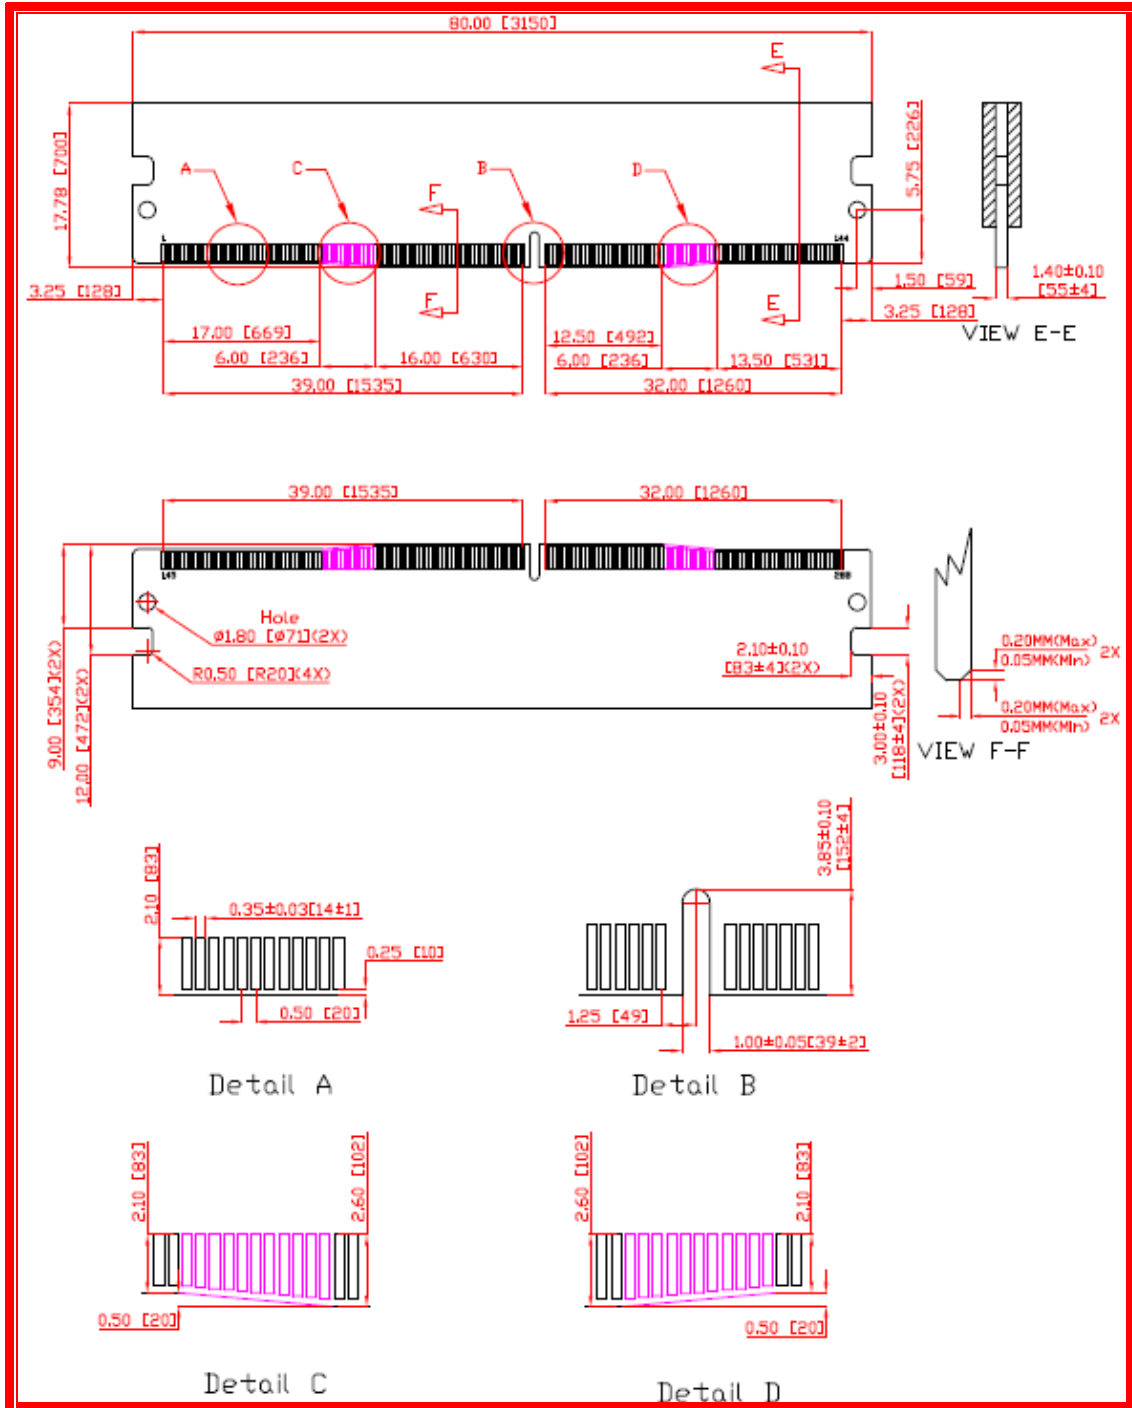 80.00 [3150]
E
17.78 [700]
5.75 [226]
A
C
B
D
F
1
144
F
E
3.25 [128]
1.50 [59]
1.40±0.10
[55±4]
3.25 [128]
VIEW E-E
17.00 [669]
12.50 [492]
6.00 [236]
16.00 [630]
6.00 [236]
13.50 [531]
39.00 [1535]
32.00 [1260]
39.00 [1535]
32.00 [1260]
145
288
Hole
Ø1.80 [Ø71](2X)
R0.50 [R20](4X)
9.00 [354](2X)
12.00 [472](2X)
2.10±0.10
[83±4](2X)
3.00±0.10
[118±4](2X)
0.20MM(Max)
0.05MM(Min)
2X
0.20MM(Max)
0.05MM(Min)
2X
VIEW F-F
2.10 [83]
0.35±0.03[14±1]
0.25 [10]
0.50 [20]
Detail A
3.85±0.10
[152±4]
1.25 [49]
1.00±0.05[39±2]
Detail B
2.10 [83]
2.60 [102]
0.50 [20]
Detail C
2.60 [102]
2.10 [83]
0.50 [20]
Detail D